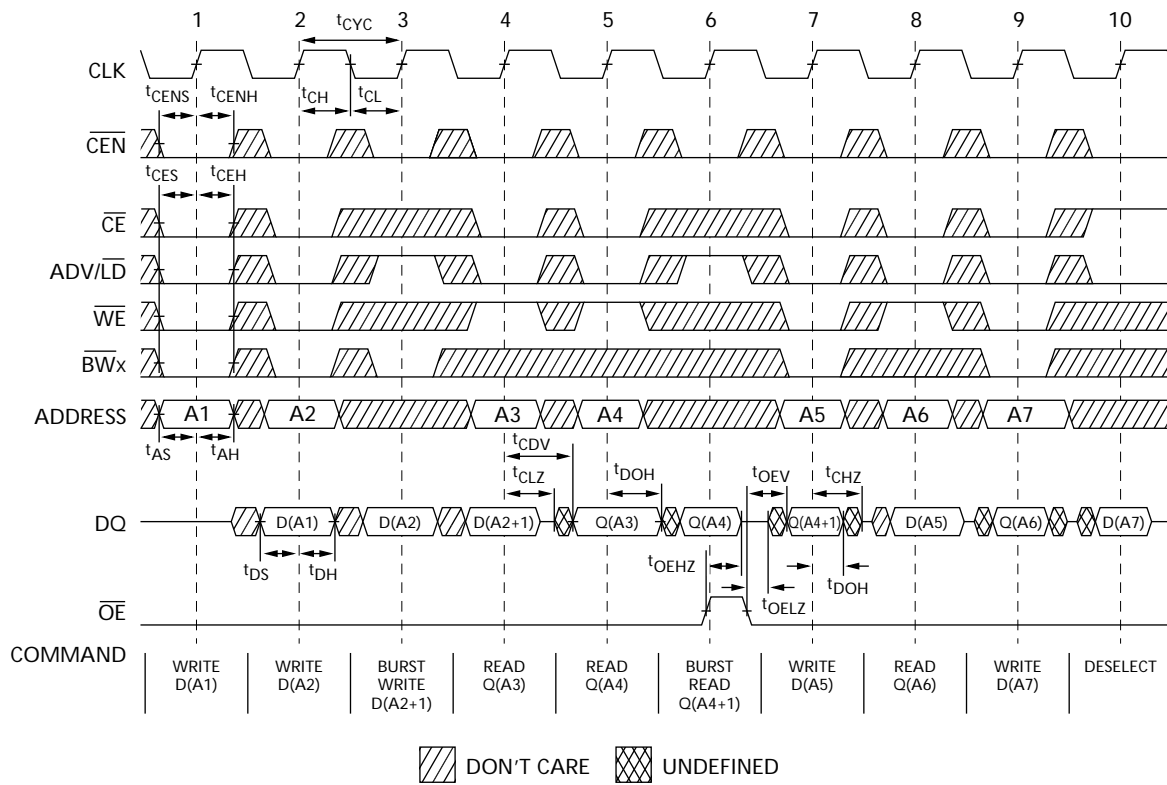 1 2 3 4 5 6 7 8 9 10
tCYC
CLK
tCENS tCENH tCH tCL
CEN
tCES tCEH
CE
ADV/LD
WE
BWx
ADDRESS A1 A2 A3 A4 A5 A6 A7
tAS tAH tCDV
tCLZ tDOH tOEV tCHZ
DQ D(A1) D(A2) D(A2+1) Q(A3) Q(A4) Q(A4+1) D(A5) Q(A6) D(A7)
tDS tDH tOEHZ tDOH
tOELZ
OE
COMMAND
WRITE D(A1)
WRITE D(A2)
BURST WRITE D(A2+1)
READ Q(A3)
READ Q(A4)
BURST READ Q(A4+1)
WRITE D(A5)
READ Q(A6)
WRITE D(A7)
DESELECT
DON'T CARE UNDEFINED